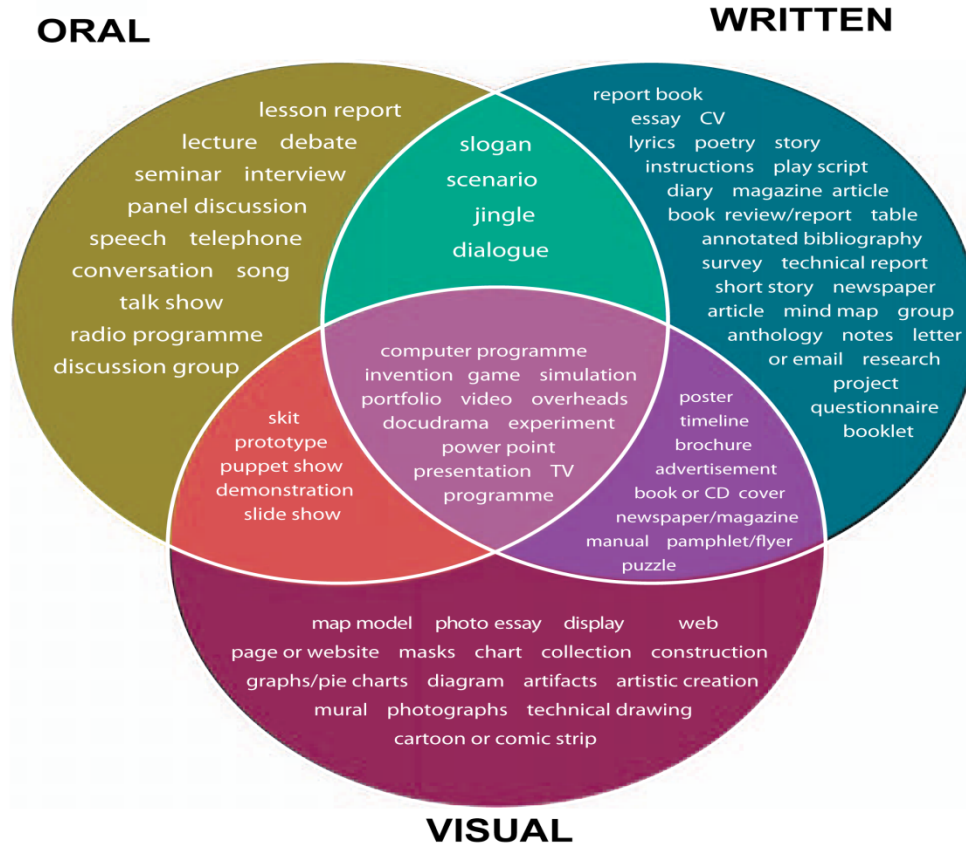 ORAL
WRITTEN
lesson report
lecture debate
seminar interview
panel discussion
speech telephone
conversation song
talk show
radio programme
discussion group
slogan
scenario
jingle
dialogue
report book
essay CV
lyrics poetry story
instructions play script
diary magazine article
book review/report table
annotated bibliography
survey technical report
short story newspaper
article mind map group
anthology notes letter
or email research
project
questionnaire
booklet
skit
prototype
puppet show
demonstration
slide show
computer programme
invention game simulation
portfolio video overheads
docudrama experiment
power point
presentation TV
programme
poster
timeline
brochure
advertisement
book or CD cover
newspaper/magazine
manual pamphlet/flyer
puzzle
map model photo essay display web
page or website masks chart collection construction
graphs/pie charts diagram artifacts artistic creation
mural photographs technical drawing
cartoon or comic strip
VISUAL